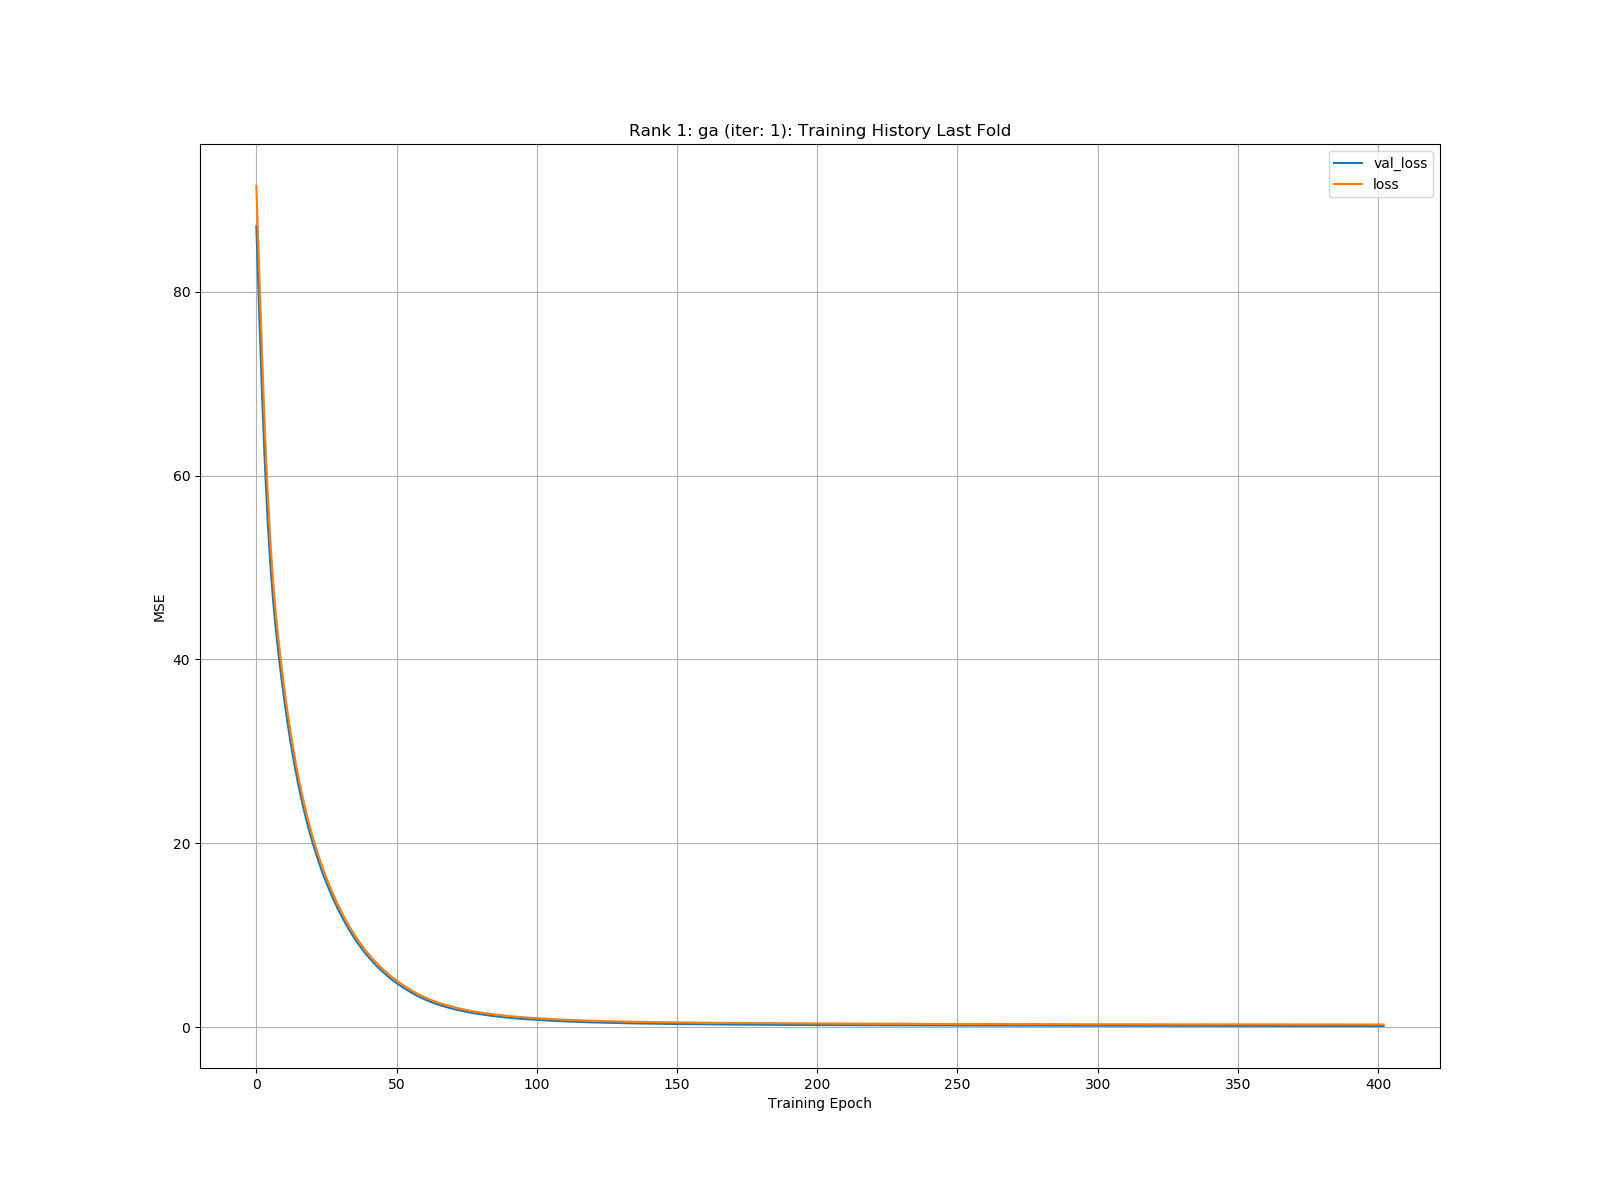 Rank 1: ga (iter: 1): Training History Last Fold
val_loss
loss
80
60
40
20
0
MSE
0 50 100 150 200 250 300 350 400
Training Epoch